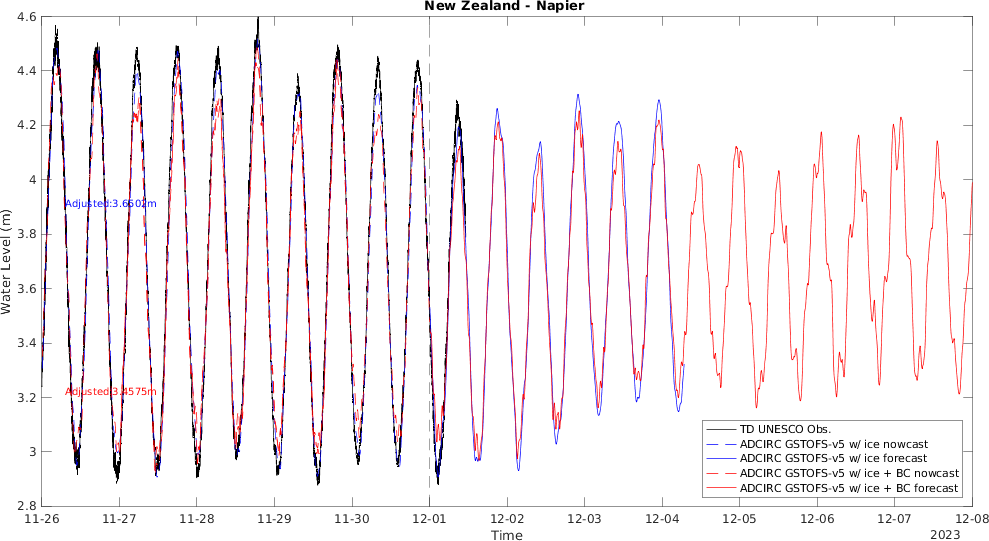 New Zealand - Napier
4.6
4.4
4.2
4
3.8
3.6
3.4
3.2
3
2.8
Water Level (m)
Adjusted:3.6502m
Adjusted:3.4575m
TD UNESCO Obs.
ADCIRC GSTOFS-v5 w/ ice nowcast
ADCIRC GSTOFS-v5 w/ ice forecast
ADCIRC GSTOFS-v5 w/ ice + BC nowcast
ADCIRC GSTOFS-v5 w/ ice + BC forecast
11-26 11-27 11-28 11-29 11-30 12-01 12-02 12-03 12-04 12-05 12-06 12-07 12-08
Time
2023